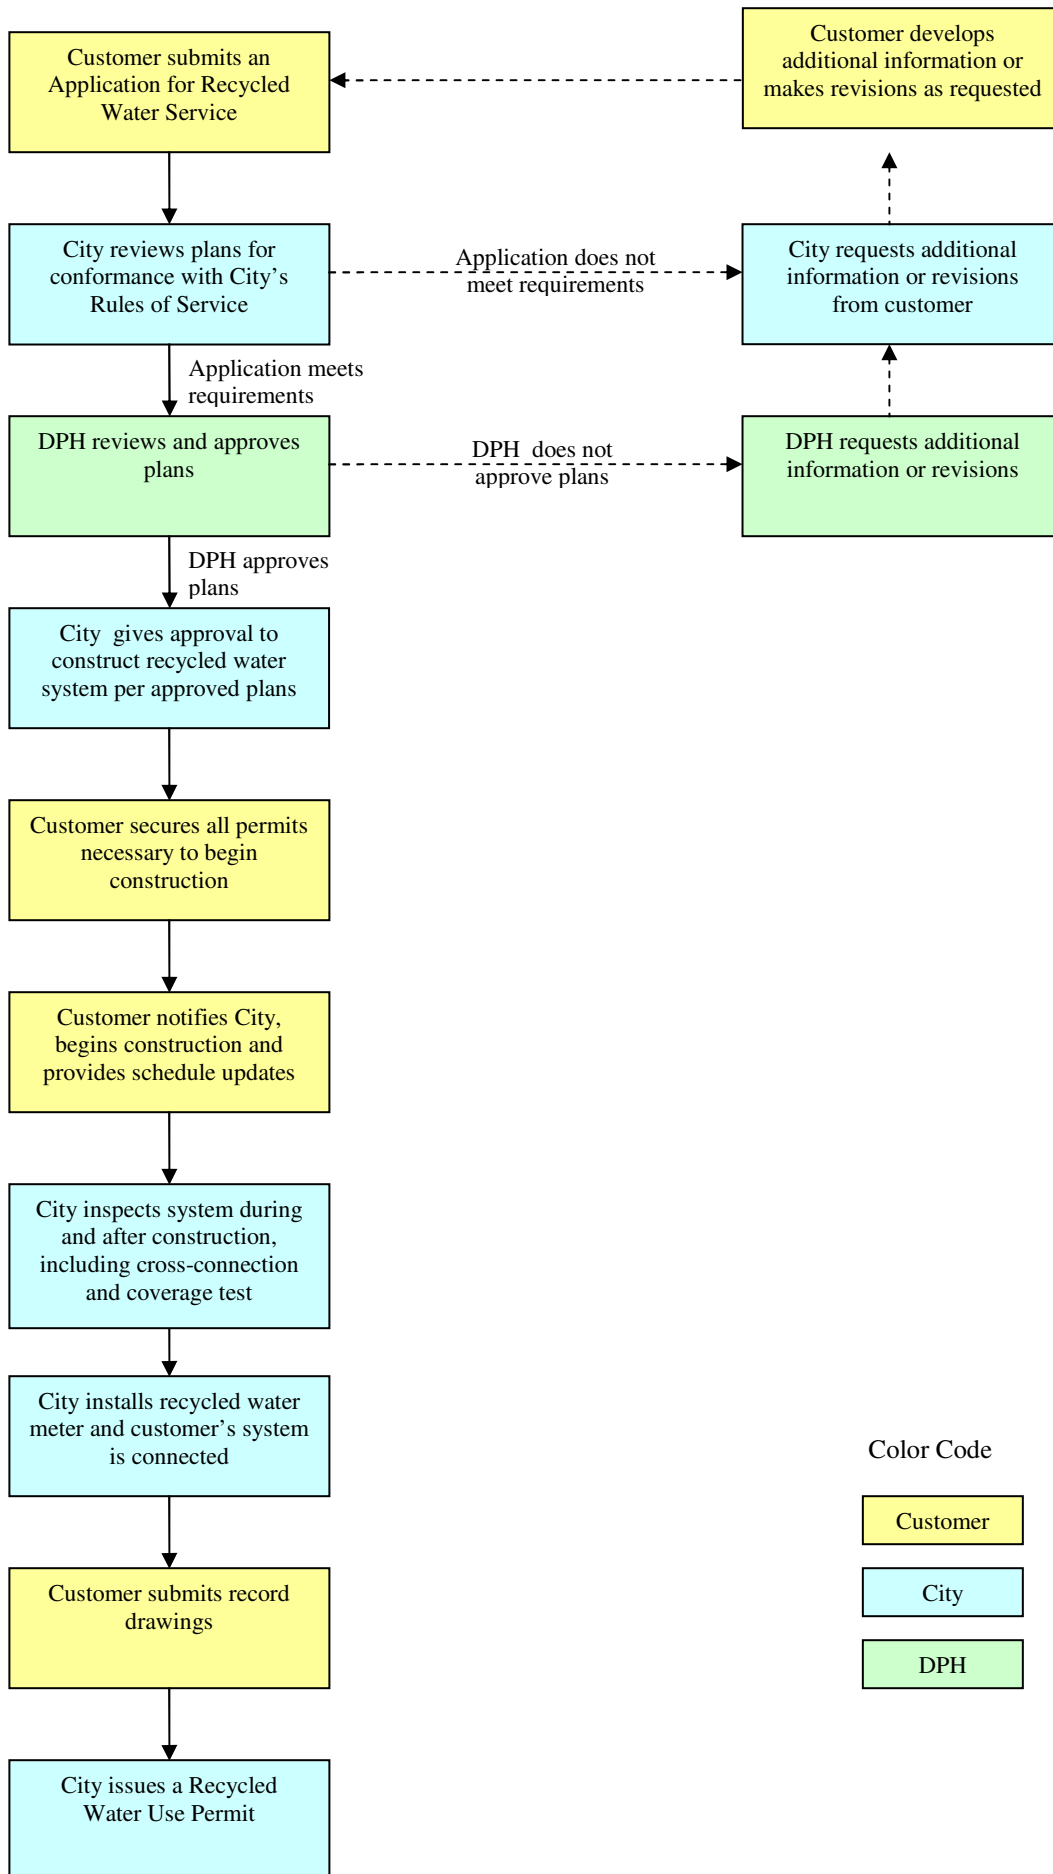 Customer submits an
Application for Recycled
Water Service
Customer develops
additional information or
makes revisions as requested
City reviews plans for
conformance with City’s
Rules of Service
Application does not
meet requirements
City requests additional
information or revisions
from customer
Application meets
requirements
DPH reviews and approves
plans
DPH does not
approve plans
DPH requests additional
information or revisions
DPH approves
plans
City gives approval to
construct recycled water
system per approved plans
Customer secures all permits
necessary to begin
construction
Customer notifies City,
begins construction and
provides schedule updates
City inspects system during
and after construction,
including cross-connection
and coverage test
City installs recycled water
meter and customer’s system
is connected
Customer submits record
drawings
City issues a Recycled
Water Use Permit
Color Code
Customer
City
DPH